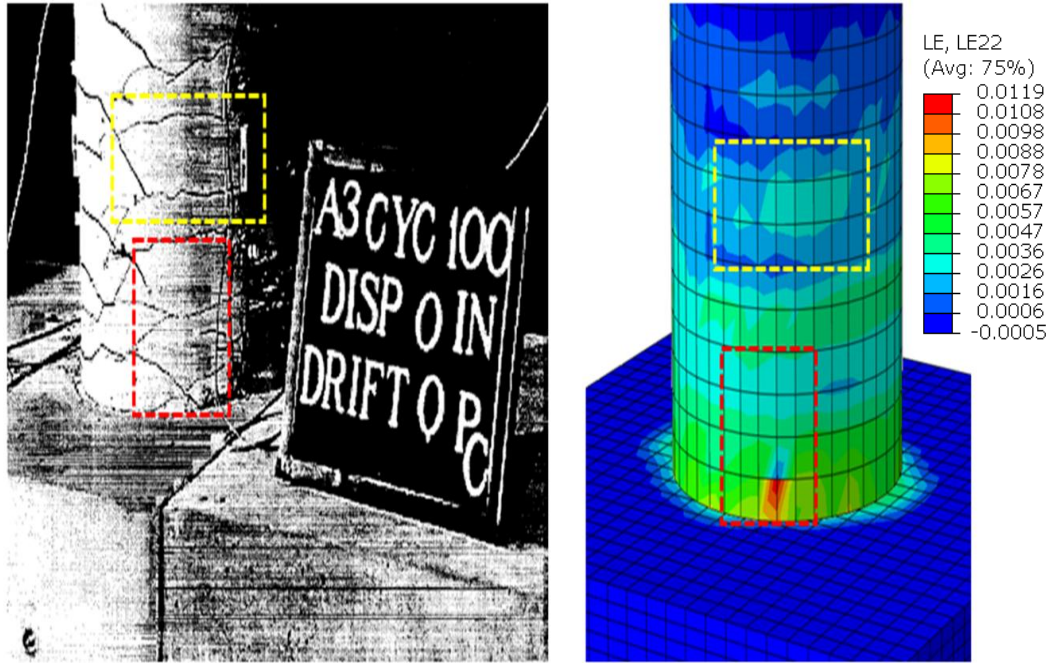 A3 CYC 100
DISP 0 IN
DRIFT 0 PC
e
LE, LE22
(Avg: 75%)
0.0119
0.0108
0.0098
0.0088
0.0078
0.0067
0.0057
0.0047
0.0036
0.0026
0.0016
0.0006
-0.0005